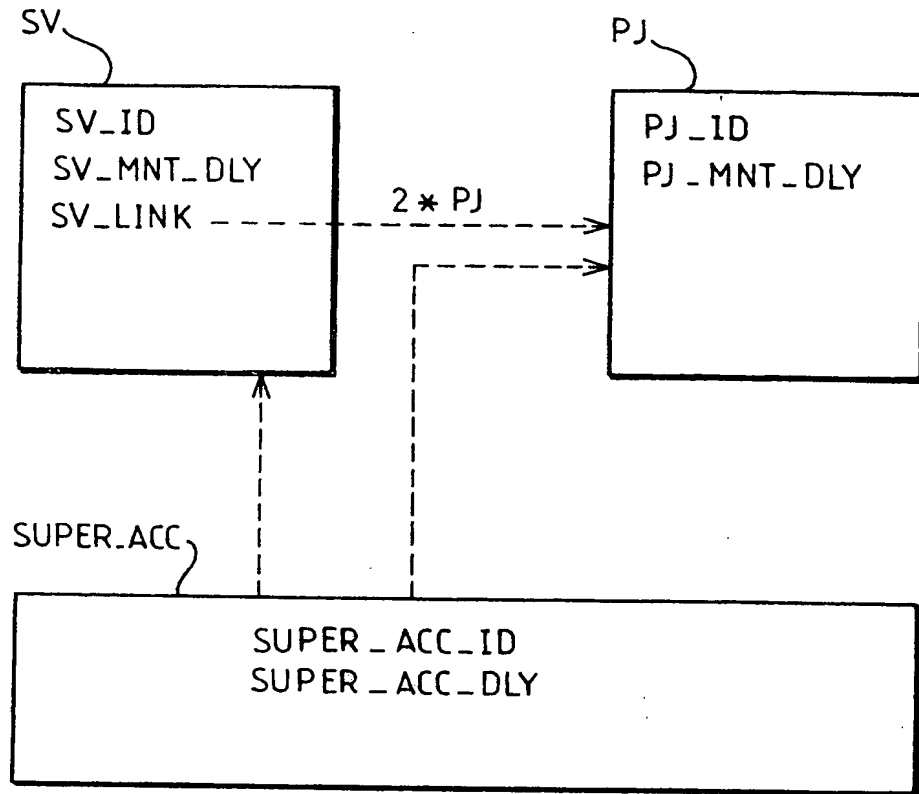 SV
PJ
SV_ID
SV_MNT_DLY
SV_LINK
2 * PJ
PJ_ID
PJ_MNT_DLY
SUPER_ACC
SUPER_ACC_ID
SUPER_ACC_DLY